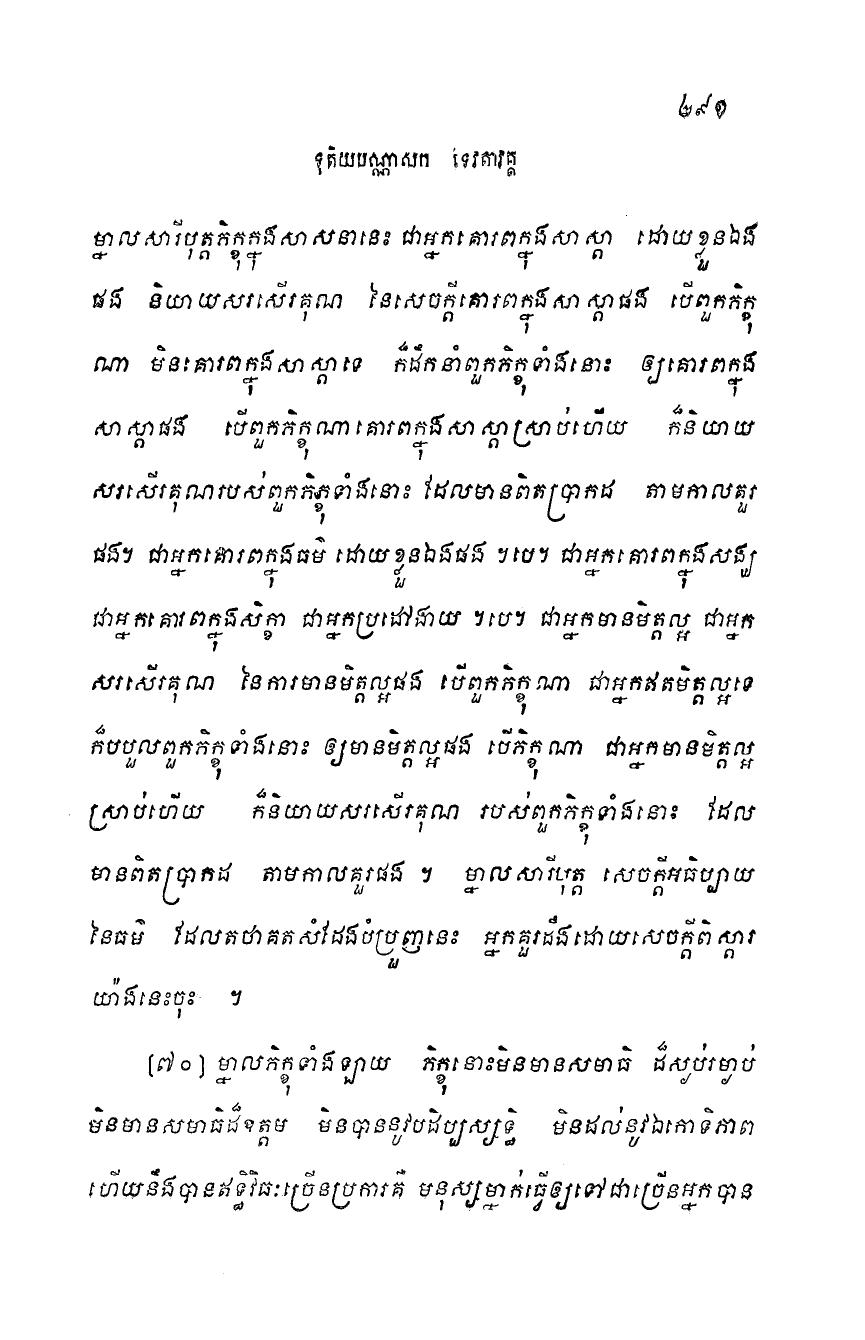 ២៩១
ទុតិយបណ្ណាសក ទេវតាវគ្គ
ម្នាលសារីបុត្តភិក្ខុក្នុងសាសនានេះ ជាអ្នកគោរពក្នុងសាស្តា ដោយខ្លួនឯង
ផង និយាយសរសើរគុណ នៃសេចក្តីគោរពក្នុងសាស្តាផង បើពួកភិក្ខុ
ណា មិនគោរពក្នុងសាស្តាទេ ក៏ដឹកនាំពួកភិក្ខុទាំងនោះ ឲ្យគោរពក្នុង
សាស្តាផង បើពួកភិក្ខុណាគោរពក្នុងសាស្តាស្រាប់ហើយ ក៏និយាយ
សរសើរគុណរបស់ពួកភិក្ខុទាំងនោះ ដែលមានពិតប្រាកដ តាមកាលគួរ
ផង។ ជាអ្នកគោរពក្នុងធម៌ ដោយខ្លួនឯងផង ។បេ។ ជាអ្នកគោរពក្នុងសង្ឃ
ជាអ្នកគោរពក្នុងសិក្ខា ជាអ្នកប្រដៅងាយ ។បេ។ ជាអ្នកមានមិត្តល្អ ជាអ្នក
សរសើរគុណ នៃការមានមិត្តល្អផង បើពួកភិក្ខុណា ជាអ្នកឥតមិត្តល្អទេ
ក៏បបួលពួកភិក្ខុទាំងនោះ ឲ្យមានមិត្តល្អផង បើភិក្ខុណា ជាអ្នកមានមិត្តល្អ
ស្រាប់ហើយ ក៏និយាយសរសើរគុណ របស់ពួកភិក្ខុទាំងនោះ ដែល
មានពិតប្រាកដ តាមកាលគួរផង ។ ម្នាលសារីបុត្ត សេចក្តីអធិប្បាយ
នៃធម៌ ដែលតថាគតសំដែងបំប្រួញនេះ អ្នកគួរដឹងដោយសេចក្តីពិស្តារ
យ៉ាងនេះចុះ ។
[៧០] ម្នាលភិក្ខុទាំងឡាយ ភិក្ខុនោះមិនមានសមាធិ ដ៏ស្ងប់រម្ងាប់
មិនមានសមាធិដ៏ឧត្តម មិនបាននូវបដិប្បស្សទ្ធិ មិនដល់នូវឯកោទិភាព
ហើយនឹងបានឥទ្ធិវិធៈច្រើនប្រការគឺ មនុស្សម្នាក់ធ្វើឲ្យទៅជាច្រើនអ្នកបាន